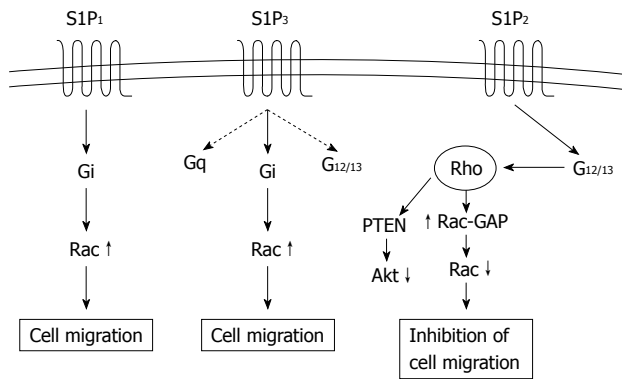 S1P1
S1P3
S1P2
Gi
Gq
Gi
G12/13
Rho
G12/13
Rac ↑
Rac ↑
PTEN
↑ Rac-GAP
Akt ↓
Rac ↓
Cell migration
Cell migration
Inhibition of
cell migration